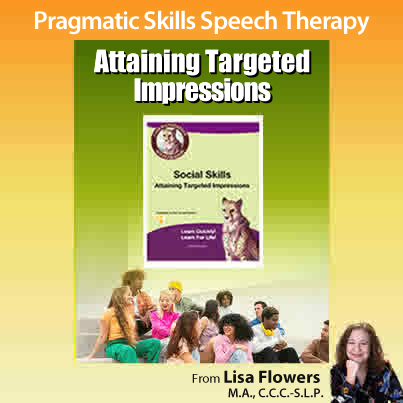 Pragmatic Skills Speech Therapy
Attaining Targeted
Impressions
Social Skills
Attaining Targeted Impressions
Learn Quickly!
Learn For Life!
From Lisa Flowers
M.A., C.C.C.-S.L.P.